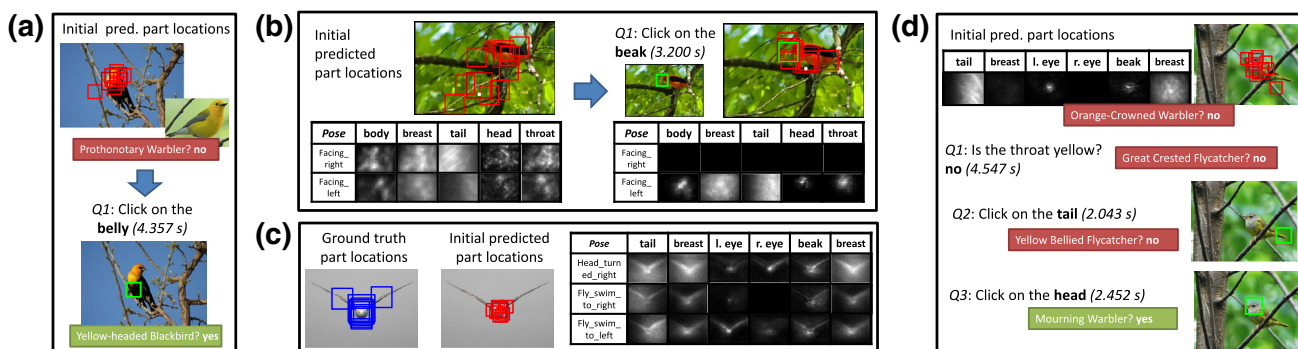 (a)
Initial pred. part locations
Prothonotary Warbler? no
Q1: Click on the
belly (4.357 s)
Yellow-headed Blackbird? yes
(b)
Initial
predicted
part locations
Q1: Click on the
beak (3.200 s)
Pose body breast tail head throat
Facing_
right
Facing_
left
Pose body breast tail head throat
Facing_
right
Facing_
left
(c)
Ground truth
part locations
Initial predicted
part locations
Pose tail breast l. eye r. eye beak breast
Head_turn
ed_right
Fly_swim_
to_right
Fly_swim_
to_left
(d)
Initial pred. part locations
tail breast l. eye r. eye beak breast
Orange-Crowned Warbler? no
Q1: Is the throat yellow?
no (4.547 s)
Great Crested Flycatcher? no
Q2: Click on the tail (2.043 s)
Yellow Bellied Flycatcher? no
Q3: Click on the head (2.452 s)
Mourning Warbler? yes